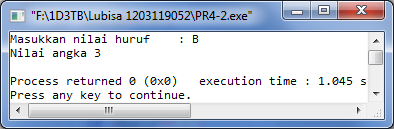 "F:\1D3TB\Lubisa 1203119052\PR4-2.exe"
Masukkan nilai huruf    : B
Nilai angka 3

Process returned 0 (0x0)   execution time : 1.045 s
Press any key to continue.